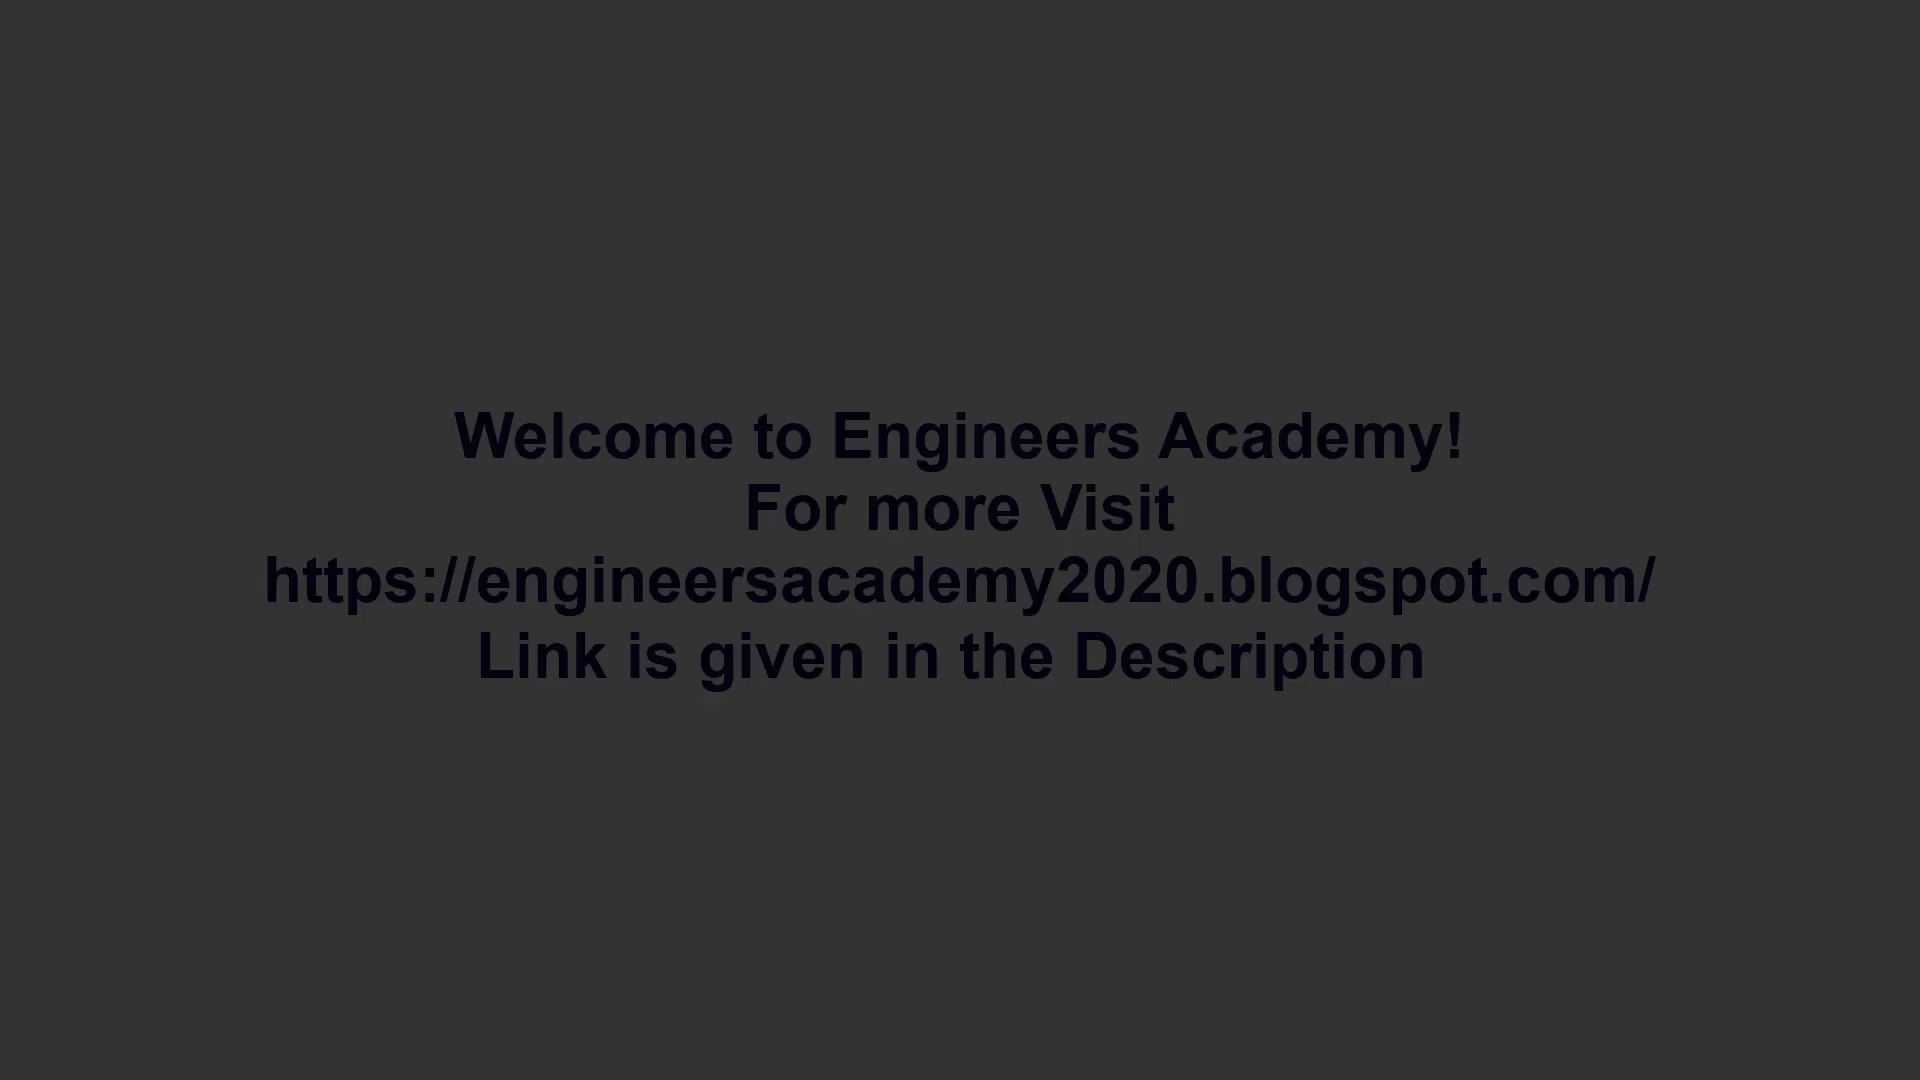 Welcome to Engineers Academy!
For more Visit
https://engineersacademy2020.blogspot.com/
Link is given in the Description